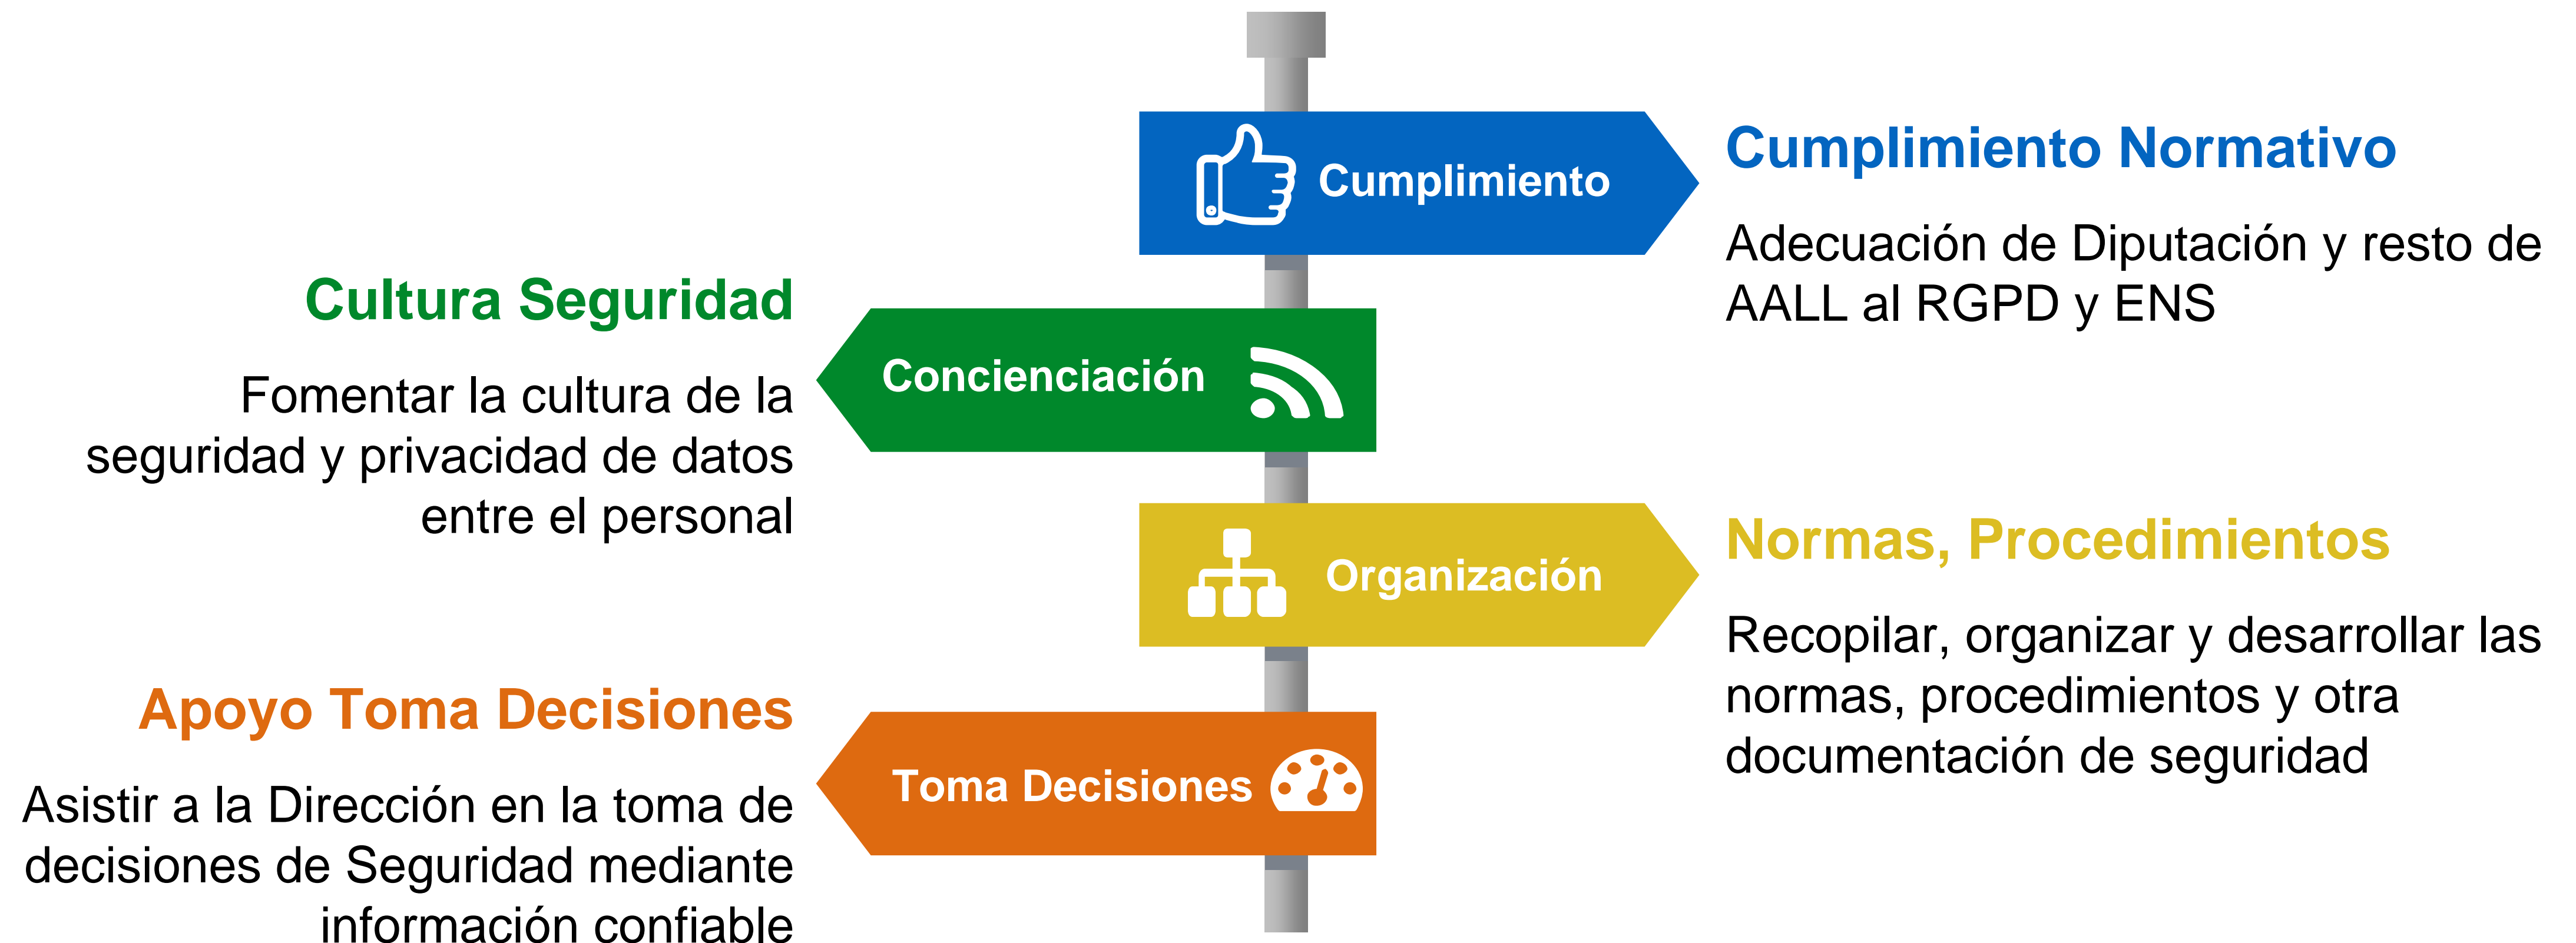 Cumplimiento
Cumplimiento Normativo
Adecuación de Diputación y resto de
AALL al RGPD y ENS
Cultura Seguridad
Fomentar la cultura de la
seguridad y privacidad de datos
entre el personal
Concienciación
Organización
Normas, Procedimientos
Recopilar, organizar y desarrollar las
normas, procedimientos y otra
documentación de seguridad
Apoyo Toma Decisiones
Asistir a la Dirección en la toma de
decisiones de Seguridad mediante
información confiable
Toma Decisiones